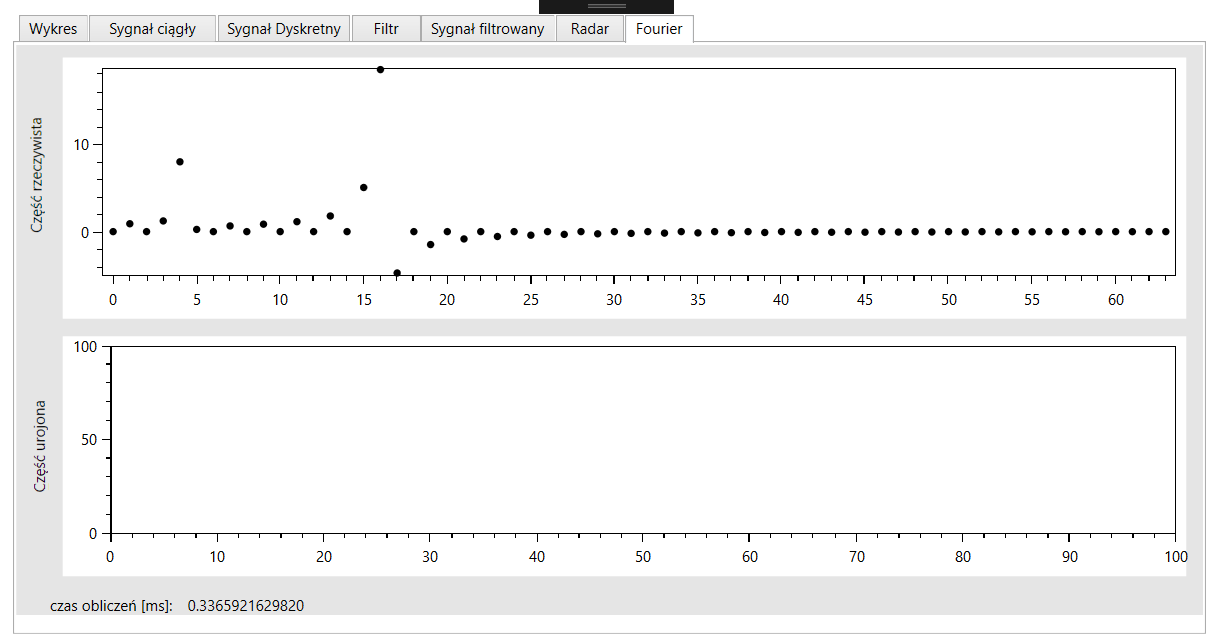 Wykres Sygnał ciągły Sygnał Dyskretny Filtr Sygnał filtrowany Radar Fourier
Część rzeczywista
10
0
0 5 10 15 20 25 30 35 40 45 50 55 60
Część urojona
100
50
0
0 10 20 30 40 50 60 70 80 90 100
czas obliczeń [ms]: 0.3365921629820